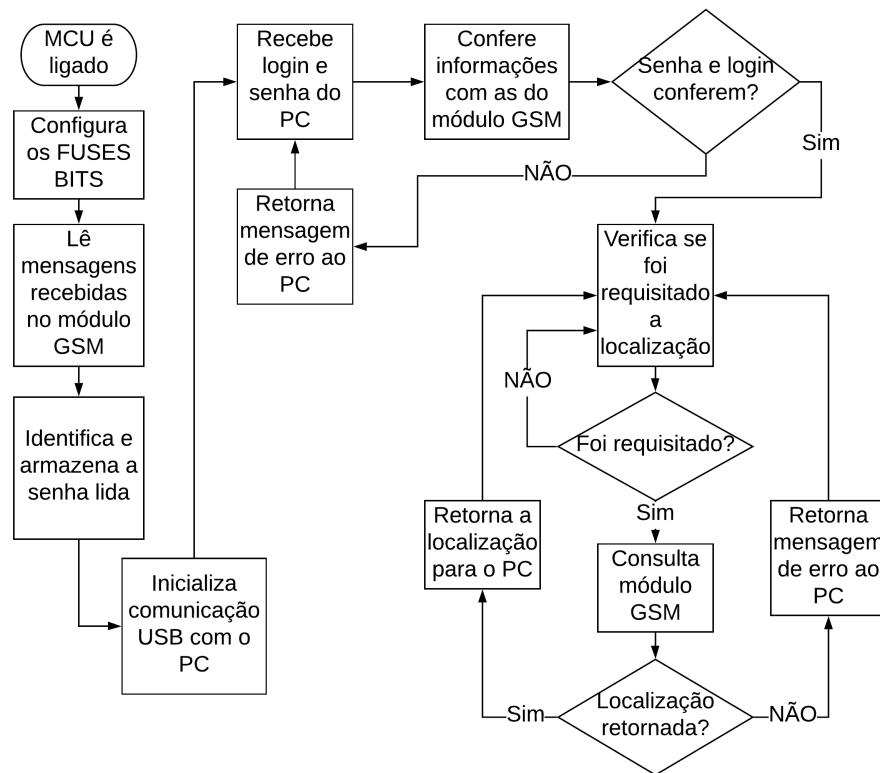 MCU é
ligado
Configura
os FUSES
BITS
Lê
mensagens
recebidas
no módulo
GSM
Identifica e
armazena a
senha lida
Inicializa
comunicação
USB com o
PC
Recebe
login e
senha do
PC
Confere
informações
com as do
módulo GSM
Senha e login
conferem?
NÃO
Retorna
mensagem
de erro ao
PC
Sim
Verifica se
foi
requisitado
a
localização
Foi requisitado?
NÃO
Sim
Consulta
módulo
GSM
Localização
retornada?
Sim
Retorna a
localização
para o PC
NÃO
Retorna
mensagem
de erro ao
PC